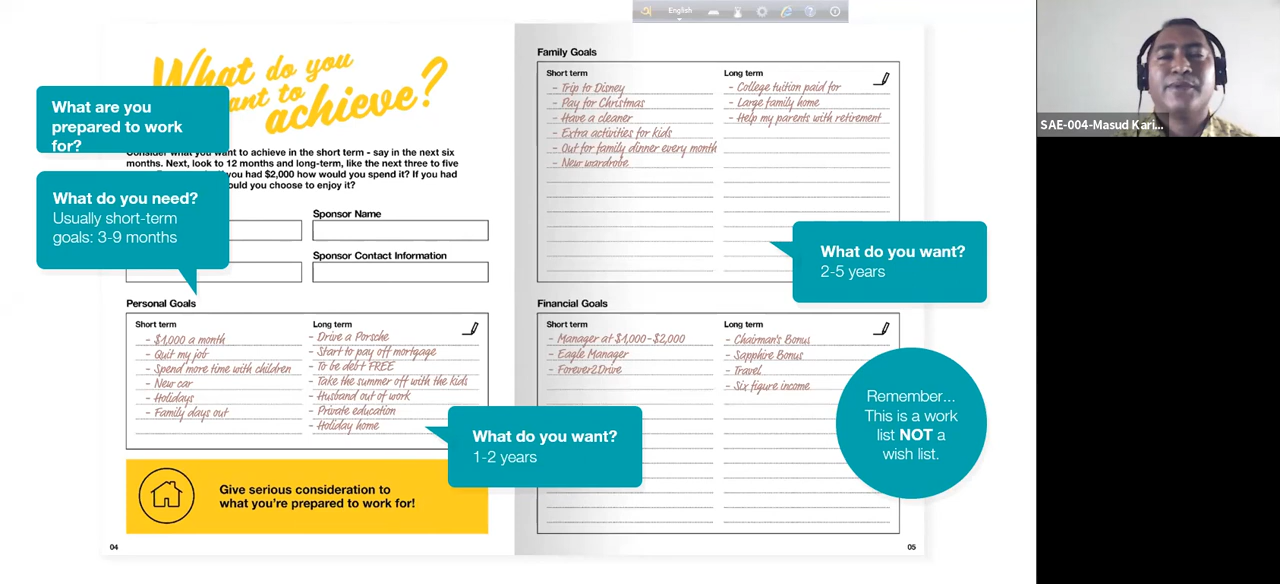 English
What do you
want to
achieve?
What are you
prepared to work
for?
Consider what you want to achieve in the short term - say in the next six
months. Next, look to 12 months and long-term, like the next three to five
you had $2,000 how would you spend it? If you had
would you choose to enjoy it?
What do you need?
Usually short-term
goals: 3-9 months
Sponsor Name
Sponsor Contact Information
Personal Goals
Short term
- $1,000 a month
- Quit my job
- Spend more time with children
- New car
- Holidays
- Family days out
Long term
- Drive a Porsche
- Start to pay off mortgage
- To be debt FREE
- Take the summer off with the kids
- Husband out of work
- Private education
- Holiday home
What do you want?
1-2 years
Give serious consideration to
what you're prepared to work for!
04
Family Goals
Short term
- Trip to Disney
- Pay for Christmas
- Have a cleaner
- Extra activities for kids
- Out for family dinner every month
- New wardrobe
Long term
- College tuition paid for
- Large family home
- Help my parents with retirement
What do you want?
2-5 years
Financial Goals
Short term
- Manager at $1,000-$2,000
- Eagle Manager
- Forever2Drive
Long term
- Chairman's Bonus
- Sapphire Bonus
- Travel
- Six figure income
Remember...
This is a work
list NOT a
wish list.
05
SAE-004-Masud Kari...